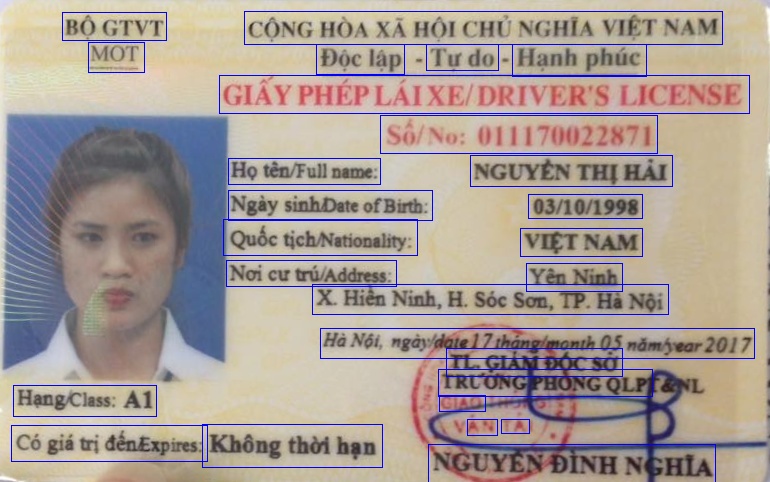 BỘ GTVT
MOT
CỘNG HÒA XÃ HỘI CHỦ NGHĨA VIỆT NAM
Độc lập - Tự do - Hạnh phúc
GIẤY PHÉP LÁI XE/DRIVER'S LICENSE
Số/No: 011170022871
Họ tên/Full name: NGUYỄN THỊ HẢI
Ngày sinh/Date of Birth: 03/10/1998
Quốc tịch/Nationality: VIỆT NAM
Nơi cư trú/Address: Yên Ninh
X. Hiền Ninh, H. Sóc Sơn, TP. Hà Nội
Hà Nội, ngày/date 17 tháng/month 05 năm/year 2017
TL. GIÁM ĐỐC SỞ
TRƯỞNG PHÒNG QLPT&NL
GIAO THÔNG
VẬN TẢI
Hạng/Class: A1
Có giá trị đến/Expires: Không thời hạn
NGUYỄN ĐÌNH NGHĨA